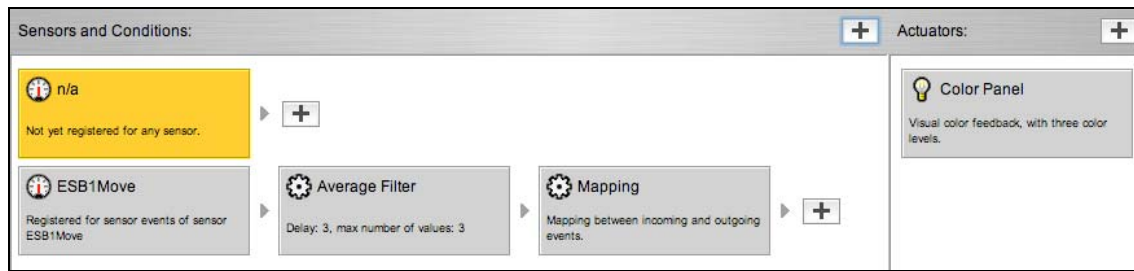 Sensors and Conditions:
Actuators:
n/a
Not yet registered for any sensor.
Color Panel
Visual color feedback, with three color
levels.
ESB1Move
Registered for sensor events of sensor
ESB1Move
Average Filter
Delay: 3, max number of values: 3
Mapping
Mapping between incoming and outgoing
events.